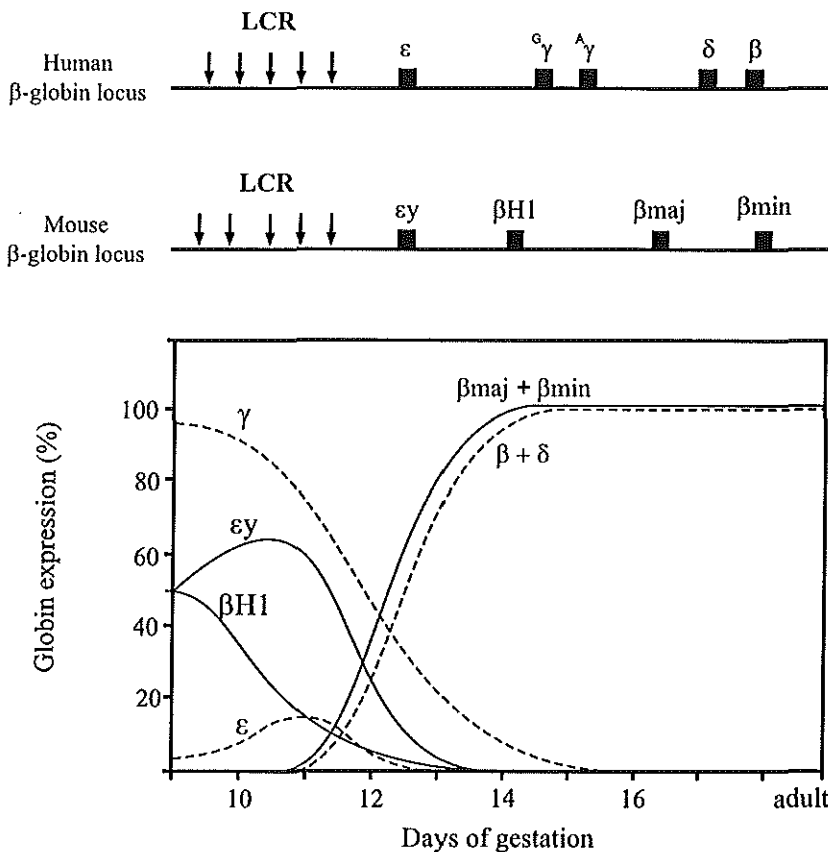 LCR
Human
β-globin locus
ε
ᴳγ
ᴬγ
δ
β
LCR
Mouse
β-globin locus
εy
βH1
βmaj
βmin
Globin expression (%)
100
80
60
40
20
γ
εy
βH1
ε
βmaj + βmin
β + δ
10
12
14
16
adult
Days of gestation